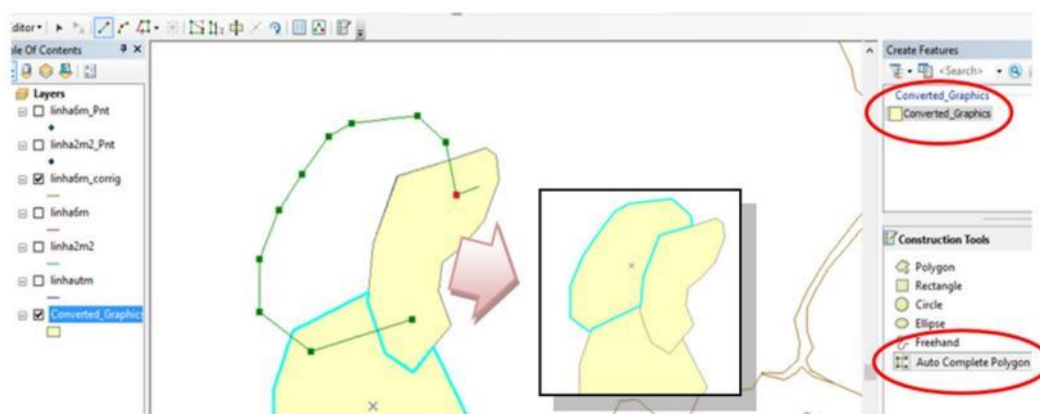 ditor
ble Of Contents
Layers
linha6m_Pnt
linha2m2_Pnt
linha6m_corrig
linha6m
linha2m2
linhautm
Converted_Graphics
Create Features
<Search>
Converted_Graphics
Converted_Graphics
Construction Tools
Polygon
Rectangle
Circle
Ellipse
Freehand
Auto Complete Polygon